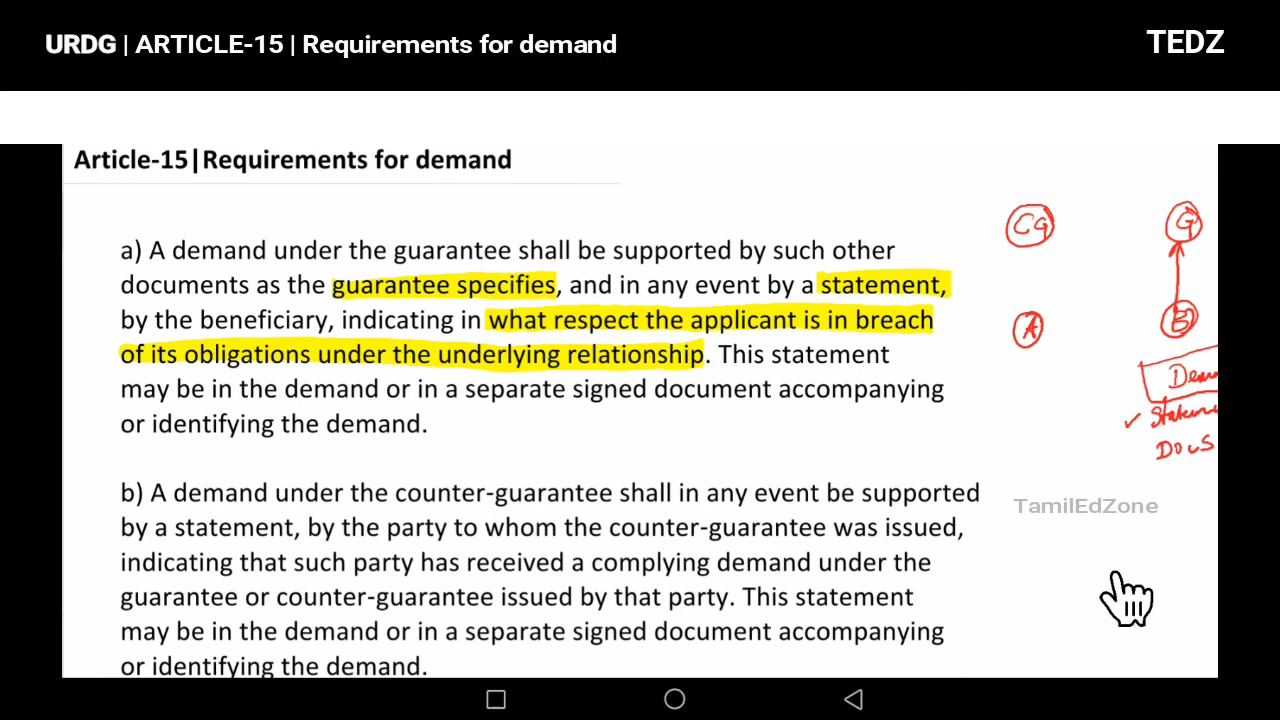 URDG | ARTICLE-15 | Requirements for demand
TEDZ
Article-15|Requirements for demand
a) A demand under the guarantee shall be supported by such other
documents as the guarantee specifies, and in any event by a statement,
by the beneficiary, indicating in what respect the applicant is in breach
of its obligations under the underlying relationship. This statement
may be in the demand or in a separate signed document accompanying
or identifying the demand.
b) A demand under the counter-guarantee shall in any event be supported
by a statement, by the party to whom the counter-guarantee was issued,
indicating that such party has received a complying demand under the
guarantee or counter-guarantee issued by that party. This statement
may be in the demand or in a separate signed document accompanying
or identifying the demand.
CG
G
A
B
Docs
TamilEdZone